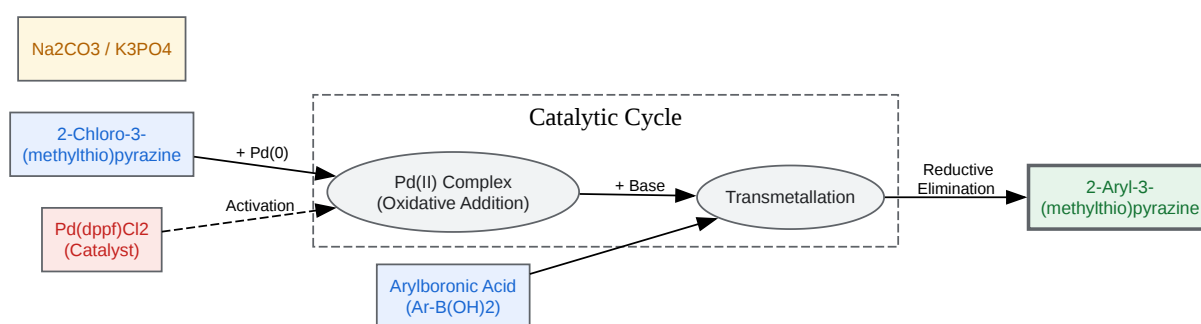 Na2CO3 / K3PO4
2-Chloro-3-
(methylthio)pyrazine
+ Pd(0)
Pd(dppf)Cl2
(Catalyst)
Activation
Catalytic Cycle
Pd(II) Complex
(Oxidative Addition)
+ Base
Transmetallation
Arylboronic Acid
(Ar-B(OH)2)
Reductive
Elimination
2-Aryl-3-
(methylthio)pyrazine